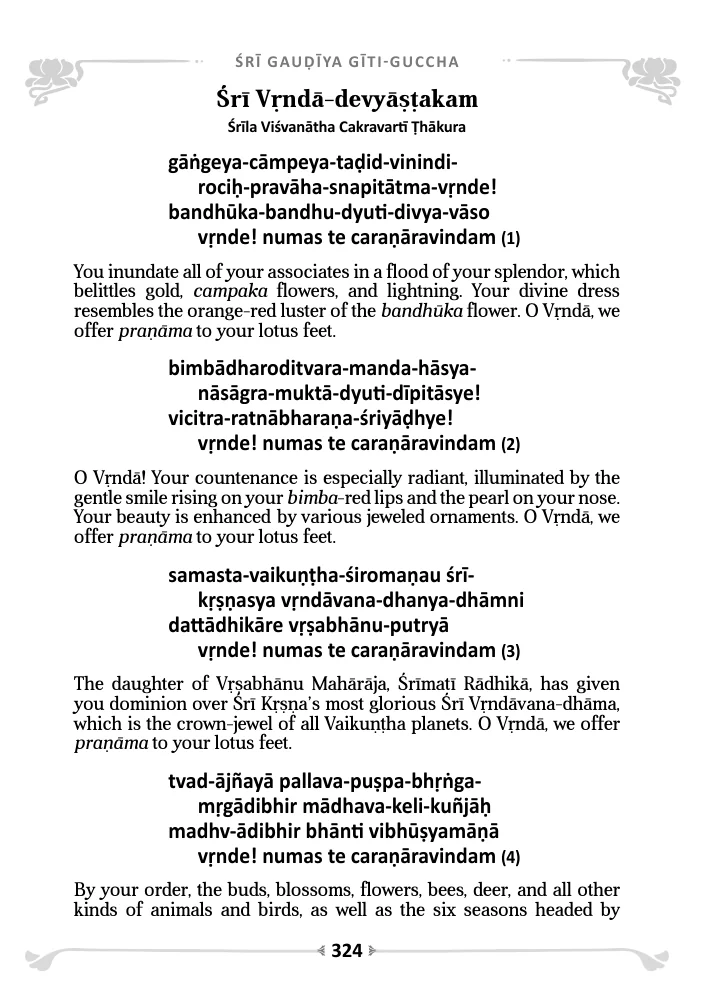 ŚRĪ GAUḌĪYA GĪTI-GUCCHA
Śrī Vṛndā-devyāṣṭakam
Śrīla Viśvanātha Cakravartī Ṭhākura
gāṅgeya-cāmpeya-taḍid-vinindi-
rociḥ-pravāha-snapitātma-vṛnde!
bandhūka-bandhu-dyuti-divya-vāso
vṛnde! numas te caraṇāravindam (1)
You inundate all of your associates in a flood of your splendor, which
belittles gold, campaka flowers, and lightning. Your divine dress
resembles the orange-red luster of the bandhūka flower. O Vṛndā, we
offer praṇāma to your lotus feet.
bimbādharoditvara-manda-hāsya-
nāsāgra-muktā-dyuti-dīpitāsye!
vicitra-ratnābharaṇa-śriyāḍhye!
vṛnde! numas te caraṇāravindam (2)
O Vṛndā! Your countenance is especially radiant, illuminated by the
gentle smile rising on your bimba-red lips and the pearl on your nose.
Your beauty is enhanced by various jeweled ornaments. O Vṛndā, we
offer praṇāma to your lotus feet.
samasta-vaikuṇṭha-śiromaṇau śrī-
kṛṣṇasya vṛndāvana-dhanya-dhāmni
dattādhikāre vṛṣabhānu-putryā
vṛnde! numas te caraṇāravindam (3)
The daughter of Vṛṣabhānu Mahārāja, Śrīmaṭī Rādhikā, has given
you dominion over Śrī Kṛṣṇa's most glorious Śrī Vṛndāvana-dhāma,
which is the crown-jewel of all Vaikuṇṭha planets. O Vṛndā, we offer
praṇāma to your lotus feet.
tvad-ājñayā pallava-puṣpa-bhṛṅga-
mṛgādibhir mādhava-keli-kuñjāḥ
madhv-ādibhir bhānti vibhūṣyamāṇā
vṛnde! numas te caraṇāravindam (4)
By your order, the buds, blossoms, flowers, bees, deer, and all other
kinds of animals and birds, as well as the six seasons headed by
324